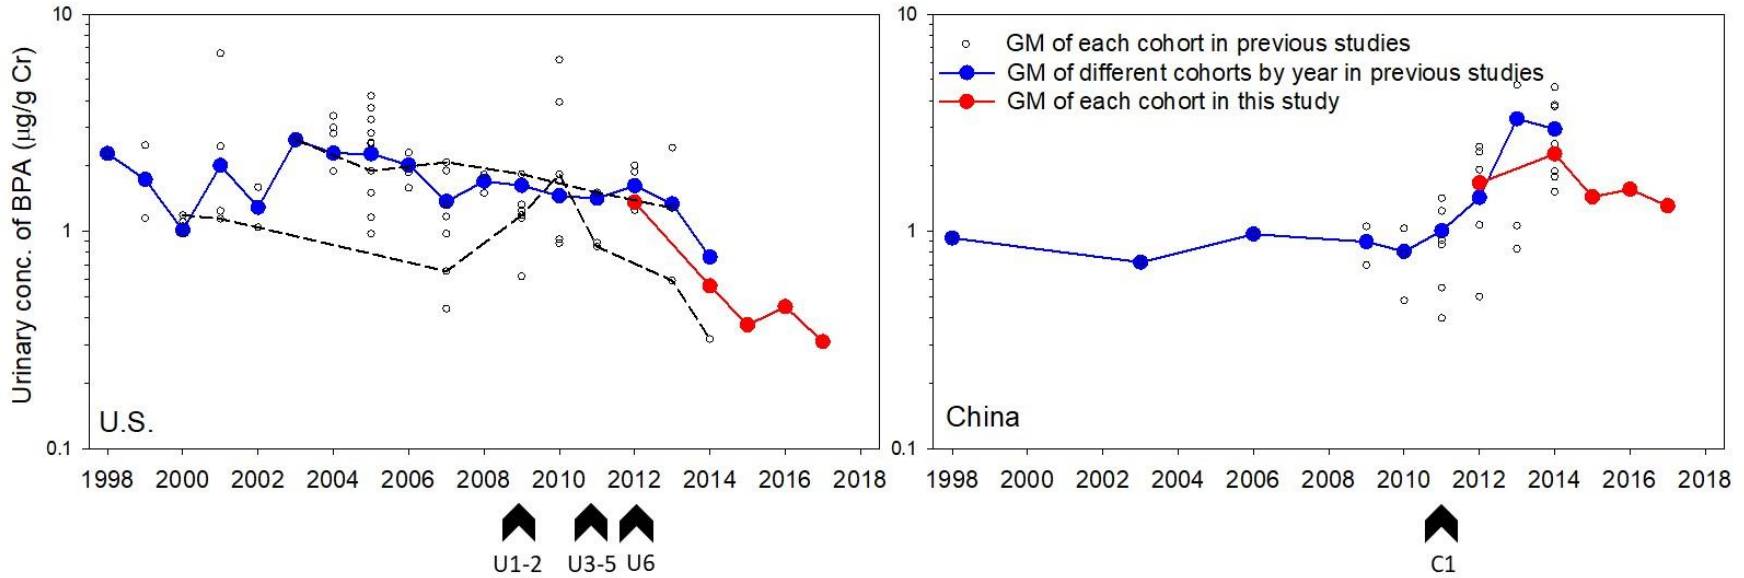 Urinary conc. of BPA (µg/g Cr)
10
1
0.1
U.S.
1998 2000 2002 2004 2006 2008 2010 2012 2014 2016 2018
U1-2 U3-5 U6
10
1
0.1
GM of each cohort in previous studies
GM of different cohorts by year in previous studies
GM of each cohort in this study
China
1998 2000 2002 2004 2006 2008 2010 2012 2014 2016 2018
C1